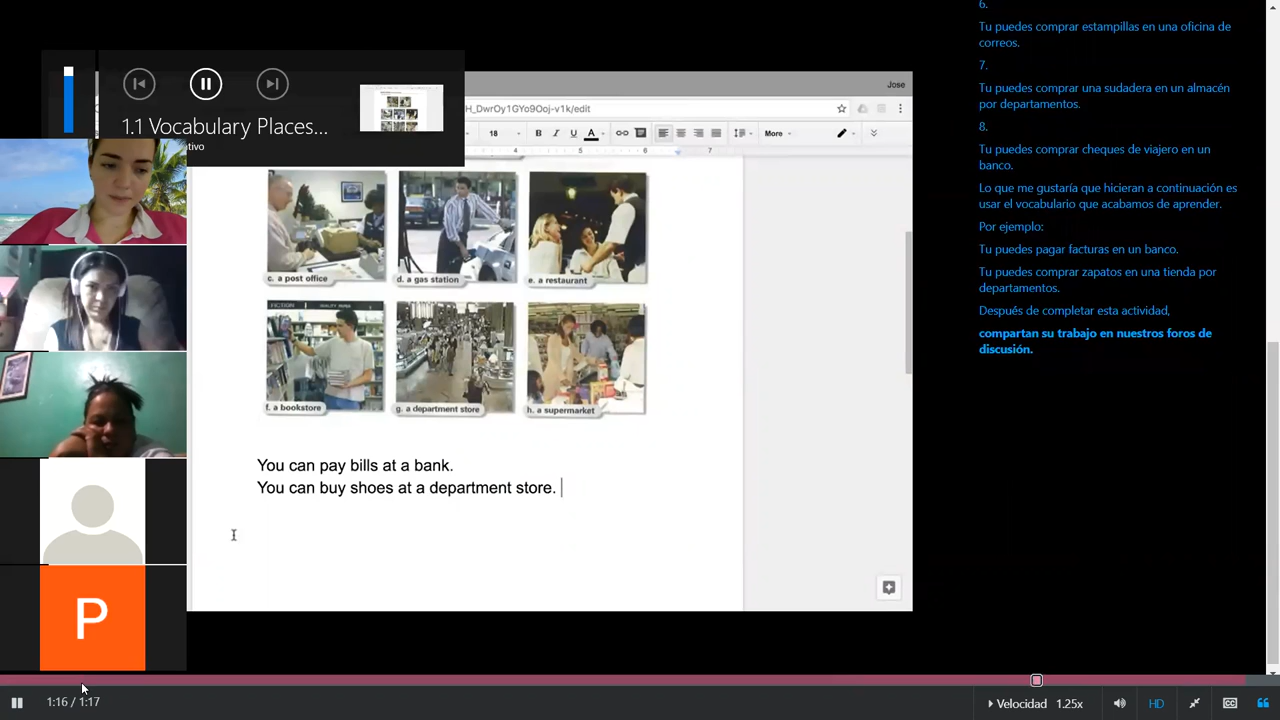 6.
Tu puedes comprar estampillas en una oficina de
correos.
7.
Tu puedes comprar una sudadera en un almacén
por departamentos.
8.
Tu puedes comprar cheques de viajero en un
banco.
Lo que me gustaría que hicieran a continuación es
usar el vocabulario que acabamos de aprender.
Por ejemplo:
Tu puedes pagar facturas en un banco.
Tu puedes comprar zapatos en una tienda por
departamentos.
Después de completar esta actividad,
compartan su trabajo en nuestros foros de
discusión.
1.1 Vocabulary Places...
Jose
H_DwrOy1GYo9Ooj-v1k/edit
18
B I U A
More
4 5 6 7
c. a post office
d. a gas station
e. a restaurant
FICTION
f. a bookstore
g. a department store
h. a supermarket
You can pay bills at a bank.
You can buy shoes at a department store.
P
1:16 / 1:17
Velocidad 1.25x
HD
CC